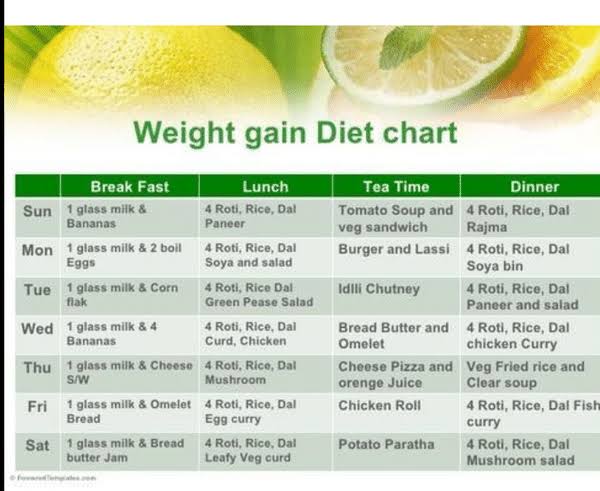 Weight gain Diet chart
Break Fast Lunch Tea Time Dinner
Sun 1 glass milk & Bananas 4 Roti, Rice, Dal Paneer Tomato Soup and veg sandwich 4 Roti, Rice, Dal Rajma
Mon 1 glass milk & 2 boil Eggs 4 Roti, Rice, Dal Soya and salad Burger and Lassi 4 Roti, Rice, Dal Soya bin
Tue 1 glass milk & Corn flak 4 Roti, Rice Dal Green Pease Salad Idlli Chutney 4 Roti, Rice, Dal Paneer and salad
Wed 1 glass milk & 4 Bananas 4 Roti, Rice, Dal Curd, Chicken Bread Butter and Omelet 4 Roti, Rice, Dal chicken Curry
Thu 1 glass milk & Cheese S/W 4 Roti, Rice, Dal Mushroom Cheese Pizza and orenge Juice Veg Fried rice and Clear soup
Fri 1 glass milk & Omelet Bread 4 Roti, Rice, Dal Egg curry Chicken Roll 4 Roti, Rice, Dal Fish curry
Sat 1 glass milk & Bread butter Jam 4 Roti, Rice, Dal Leafy Veg curd Potato Paratha 4 Roti, Rice, Dal Mushroom salad
© PoweredTemplates.com